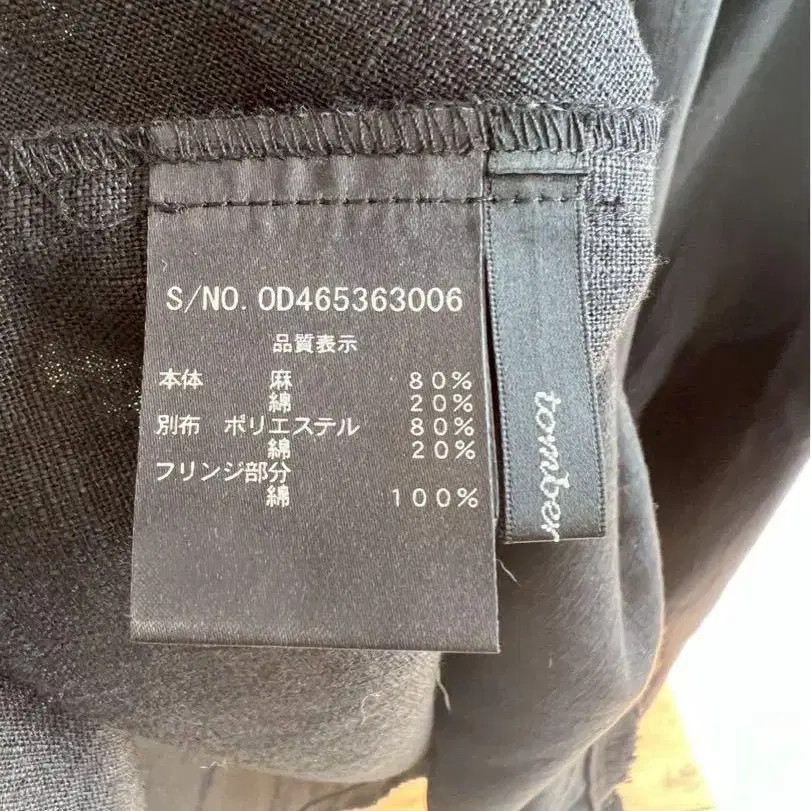 S/NO. OD465363006
品質表示
本体 麻 80%
綿 20%
別布 ポリエステル 80%
綿 20%
フリンジ部分
綿 100%
tomber